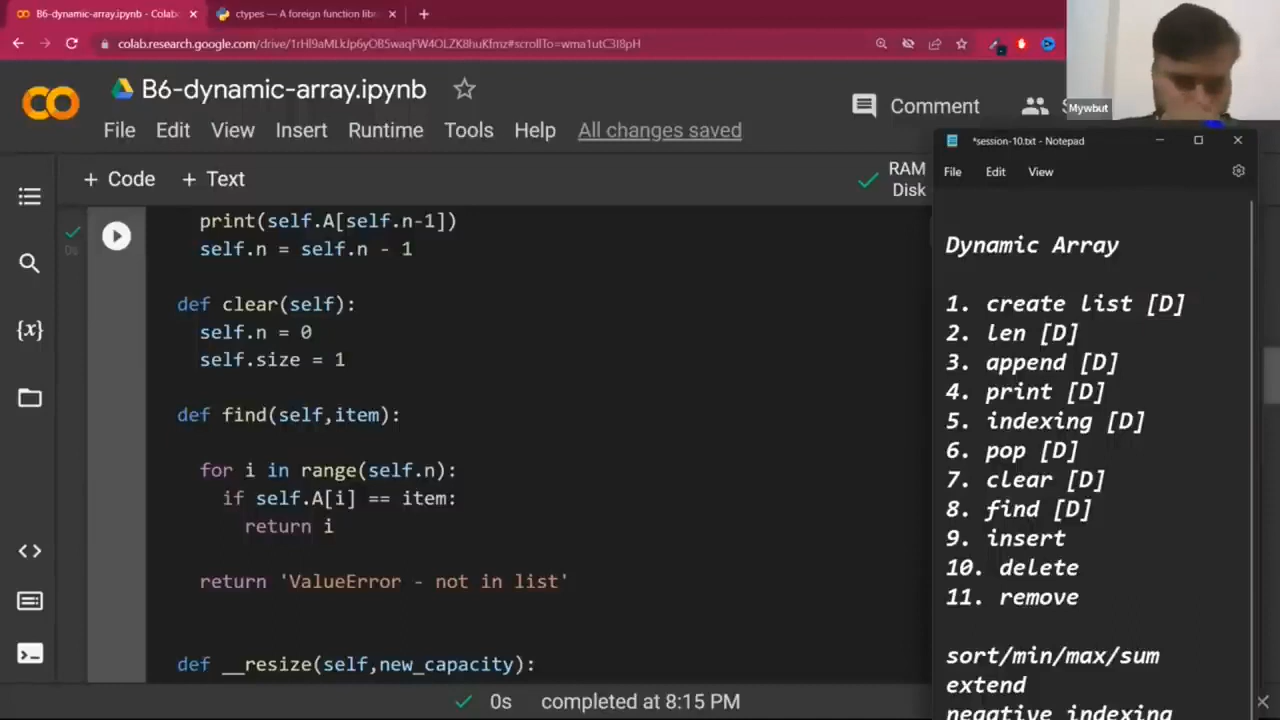 B6-dynamic-array.ipynb - Colab
ctypes — A foreign function libr
colab.research.google.com/drive/1rHl9aMLkJp6yOB5waqFW4OLZK8huKfmz#scrollTo=wma1utC3I8pH
B6-dynamic-array.ipynb
Comment
File Edit View Insert Runtime Tools Help All changes saved
+ Code + Text
RAM
Disk
Mywbut
print(self.A[self.n-1])
self.n = self.n - 1
def clear(self):
self.n = 0
self.size = 1
def find(self,item):
for i in range(self.n):
if self.A[i] == item:
return i
return 'ValueError - not in list'
def __resize(self,new_capacity):
0s
0s completed at 8:15 PM
*session-10.txt - Notepad
File Edit View
Dynamic Array
1. create list [D]
2. len [D]
3. append [D]
4. print [D]
5. indexing [D]
6. pop [D]
7. clear [D]
8. find [D]
9. insert
10. delete
11. remove
sort/min/max/sum
extend
negative indexing